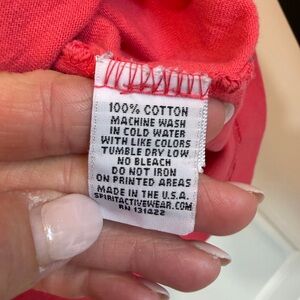 100% COTTON
MACHINE WASH
IN COLD WATER
WITH LIKE COLORS
TUMBLE DRY LOW
NO BLEACH
DO NOT IRON
ON PRINTED AREAS
MADE IN THE U.S.A.
SPIRITACTIVEWEAR.COM
RN 131422